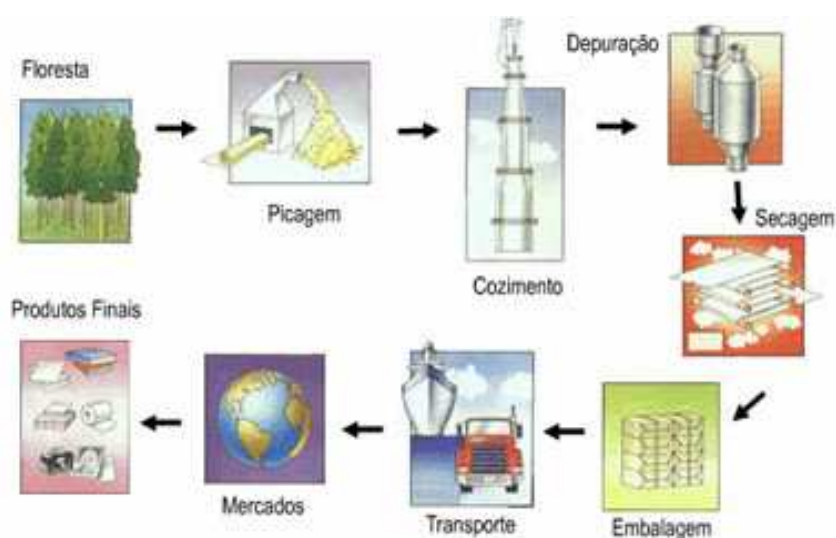 Floresta
Picagem
Cozimento
Depuração
Secagem
Embalagem
Transporte
Mercados
Produtos Finais